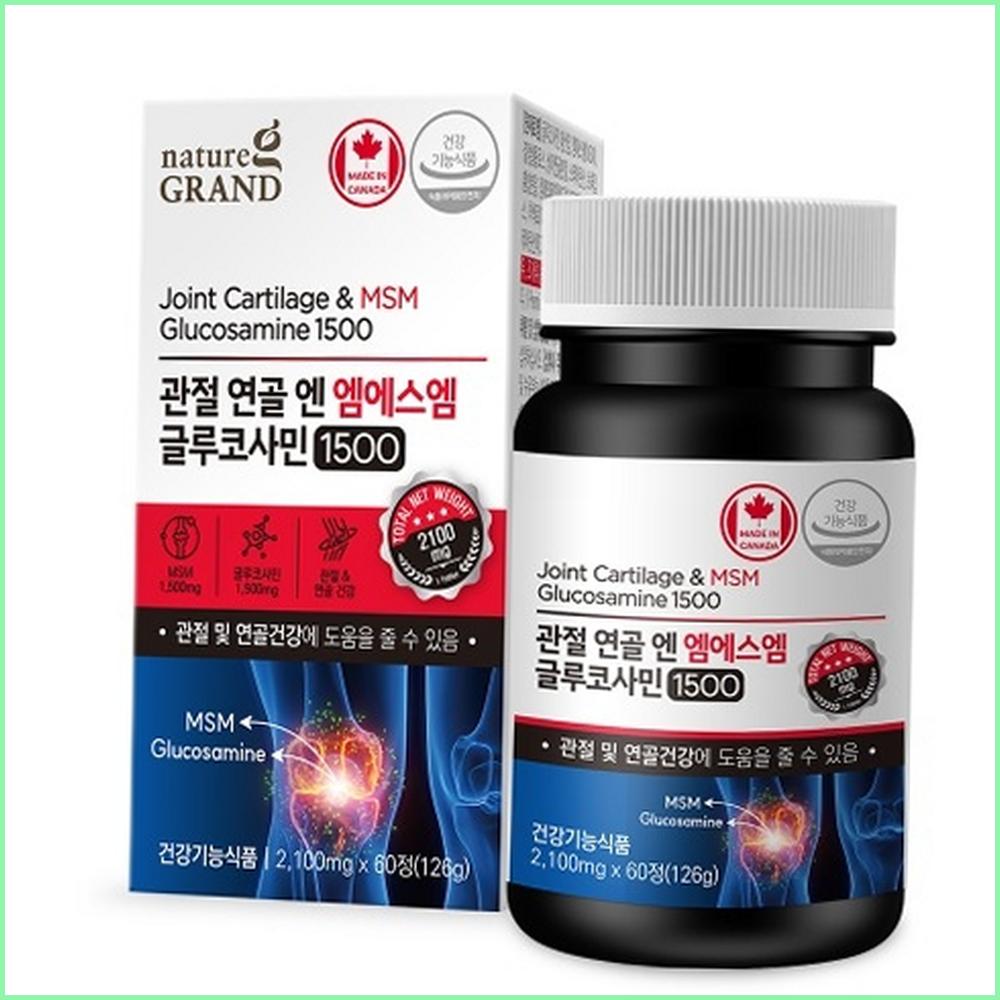 nature
GRAND
MADE IN
CANADA
건강
기능식품
Joint Cartilage & MSM
Glucosamine 1500
관절 연골 엔 엠에스엠
글루코사민 1500
TOTAL NET WEIGHT
2100
mg
MSM
1,500mg
글루코사민
1,500mg
관절 &
연골 건강
• 관절 및 연골건강에 도움을 줄 수 있음 •
MSM
Glucosamine
건강기능식품 | 2,100mg x 60정(126g)
MADE IN
CANADA
건강
기능식품
Joint Cartilage & MSM
Glucosamine 1500
관절 연골 엔 엠에스엠
글루코사민 1500
TOTAL NET WEIGHT
2100
mg
• 관절 및 연골건강에 도움을 줄 수 있음 •
MSM
Glucosamine
건강기능식품
2,100mg x 60정(126g)